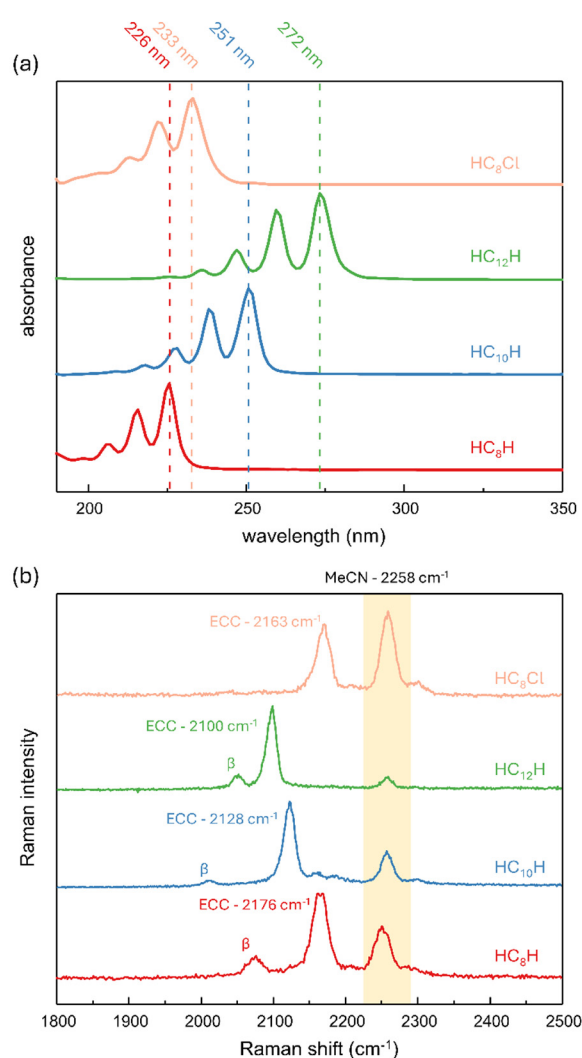 226 nm
233 nm
251 nm
272 nm
(a)
HC₈Cl
HC₁₂H
HC₁₀H
HC₈H
absorbance
200 250 300 350
wavelength (nm)
(b)
MeCN - 2258 cm⁻¹
ECC - 2163 cm⁻¹
HC₈Cl
ECC - 2100 cm⁻¹
β
HC₁₂H
ECC - 2128 cm⁻¹
β
HC₁₀H
ECC - 2176 cm⁻¹
β
HC₈H
Raman intensity
1800 1900 2000 2100 2200 2300 2400 2500
Raman shift (cm⁻¹)